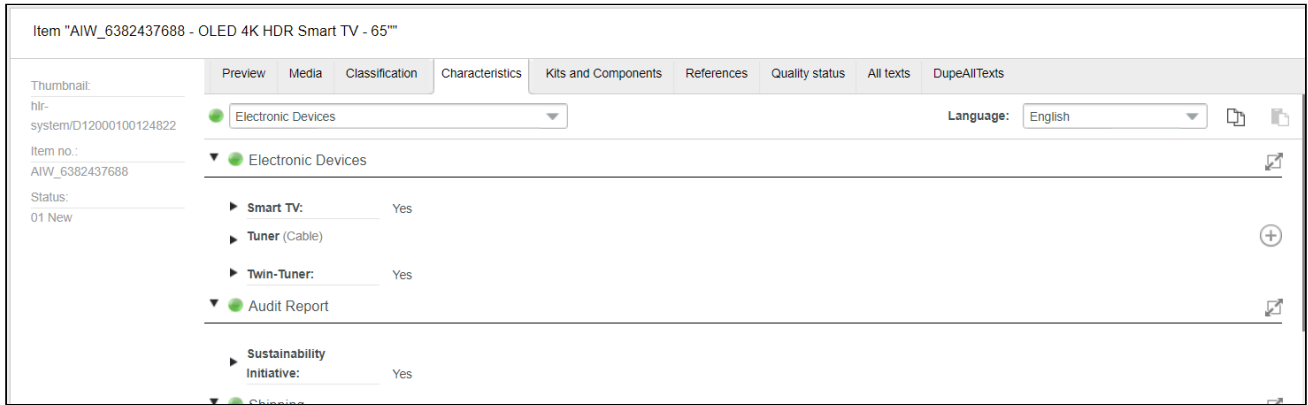 Item "AIW_6382437688 - OLED 4K HDR Smart TV - 65""
Preview Media Classification Characteristics Kits and Components References Quality status All texts DupeAllTexts
Thumbnail:
hlr-
system/D12000100124822
Item no.:
AIW_6382437688
Status:
01 New
Electronic Devices
Language: English
Electronic Devices
Smart TV: Yes
Tuner (Cable)
Twin-Tuner: Yes
Audit Report
Sustainability
Initiative: Yes
Shipping